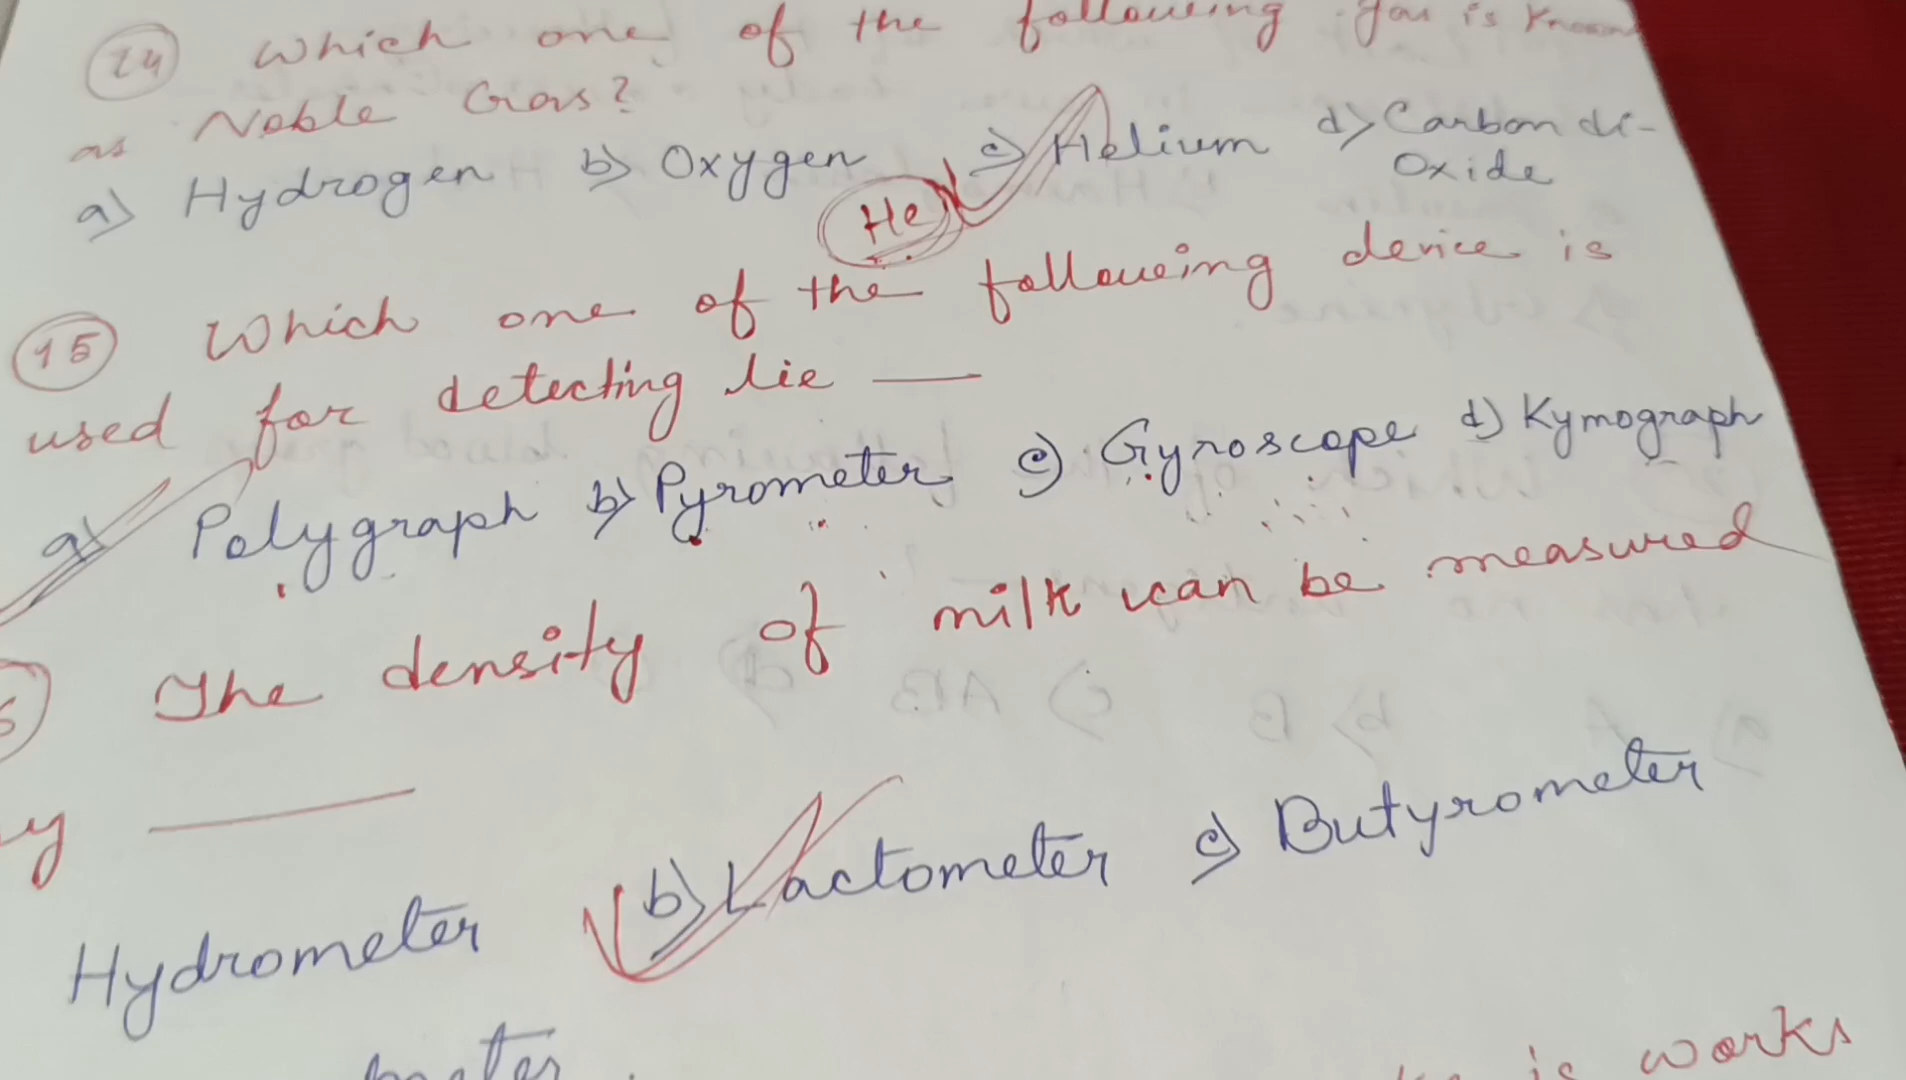 14 Which one of the following gas is known
as Noble Gas?
a) Hydrogen b) Oxygen c) Helium d) Carbon di-
Oxide
He
15 Which one of the following device is
used for detecting lie —
a) Polygraph b) Pyrometer c) Gyroscope d) Kymograph
The density of milk can be measured
y —
Hydrometer b) Lactometer c) Butyrometer
meter.
is works